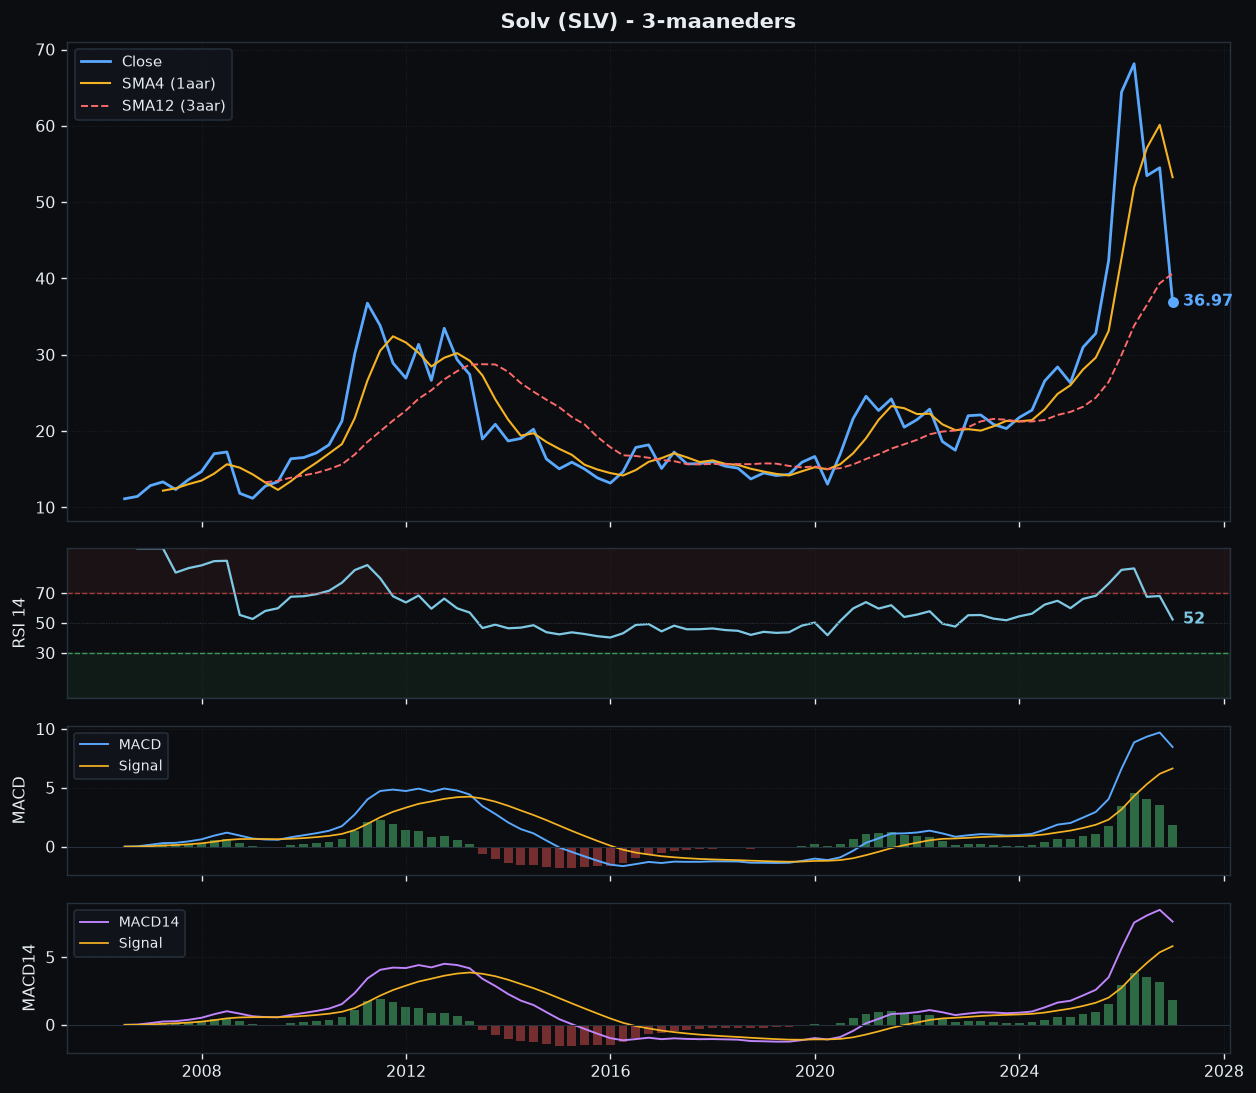 Solv (SLV) - 3-maaneders
Close
SMA4 (1aar)
SMA12 (3aar)
70
60
50
40
30
20
10
36.97
RSI 14
70
50
30
52
MACD
10
5
0
MACD
Signal
MACD14
5
0
MACD14
Signal
2008 2012 2016 2020 2024 2028